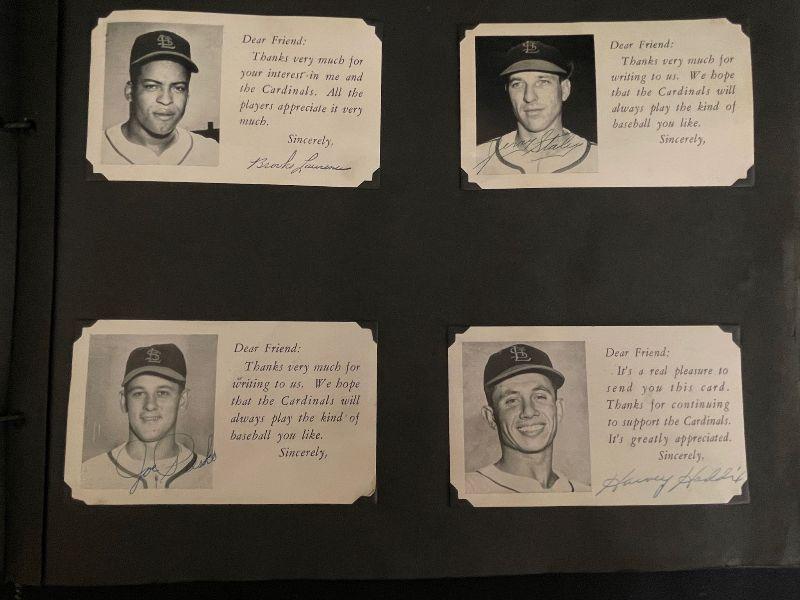 Dear Friend:
Thanks very much for
your interest in me and
the Cardinals. All the
players appreciate it very
much.
Sincerely,
Brooks Lawrence
Dear Friend:
Thanks very much for
writing to us. We hope
that the Cardinals will
always play the kind of
baseball you like.
Sincerely,
Gerry Staley
Dear Friend:
Thanks very much for
writing to us. We hope
that the Cardinals will
always play the kind of
baseball you like.
Sincerely,
Joe Presko
Dear Friend:
It's a real pleasure to
send you this card.
Thanks for continuing
to support the Cardinals.
It's greatly appreciated.
Sincerely,
Harvey Haddix